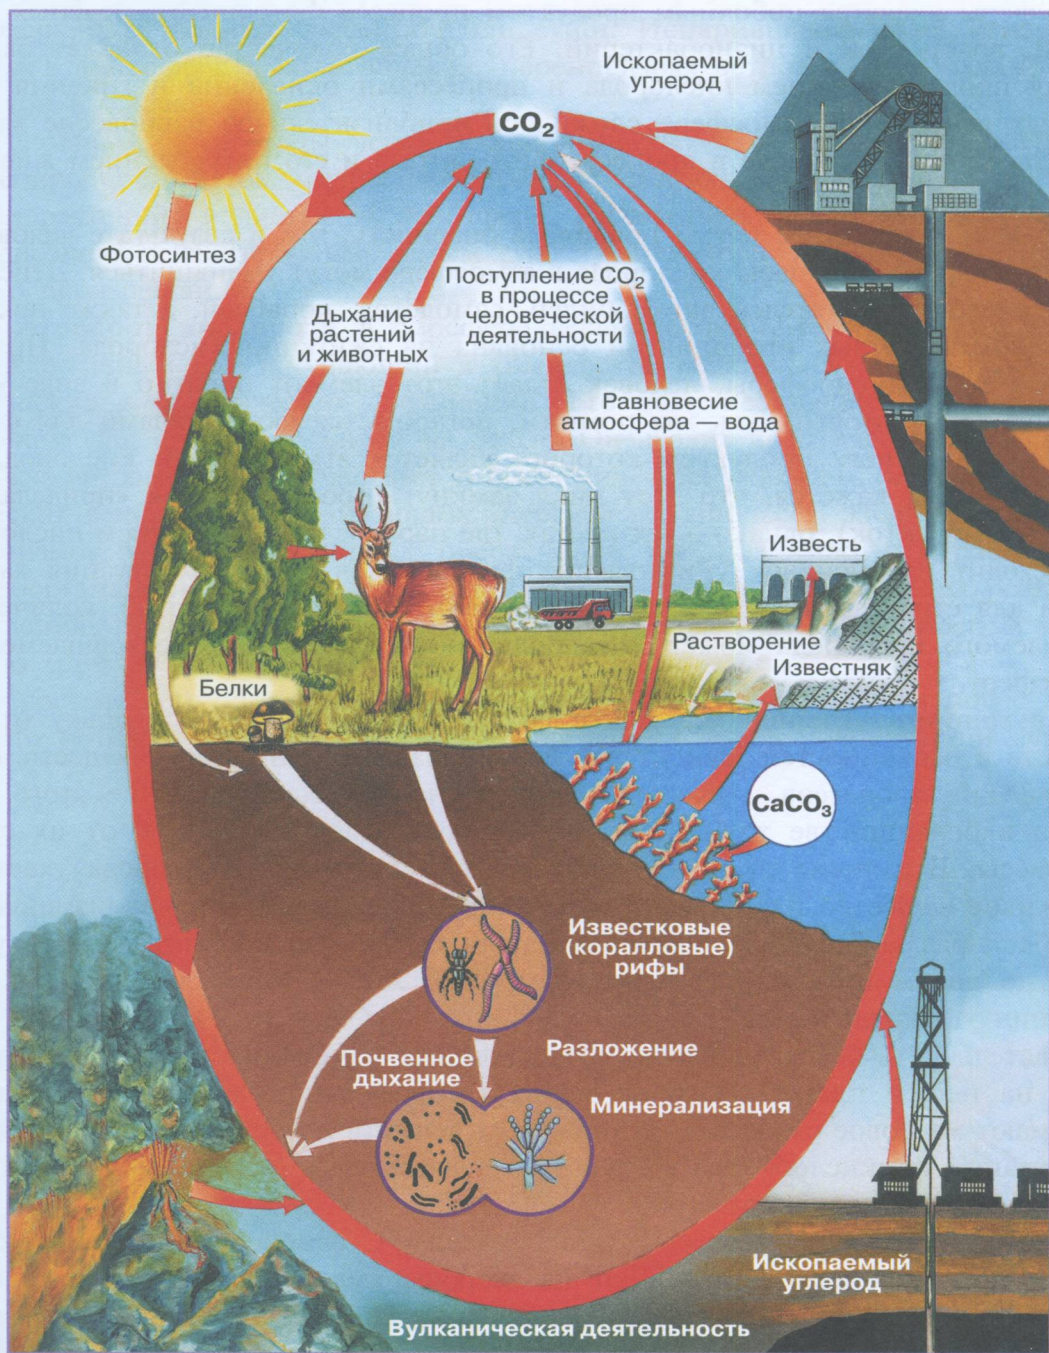 Ископаемый
углерод
CO₂
Фотосинтез
Дыхание
растений
и животных
Поступление CO₂
в процессе
человеческой
деятельности
Равновесие
атмосфера — вода
Известь
Растворение
Известняк
Белки
CaCO₃
Известковые
(коралловые)
рифы
Почвенное
дыхание
Разложение
Минерализация
Ископаемый
углерод
Вулканическая деятельность